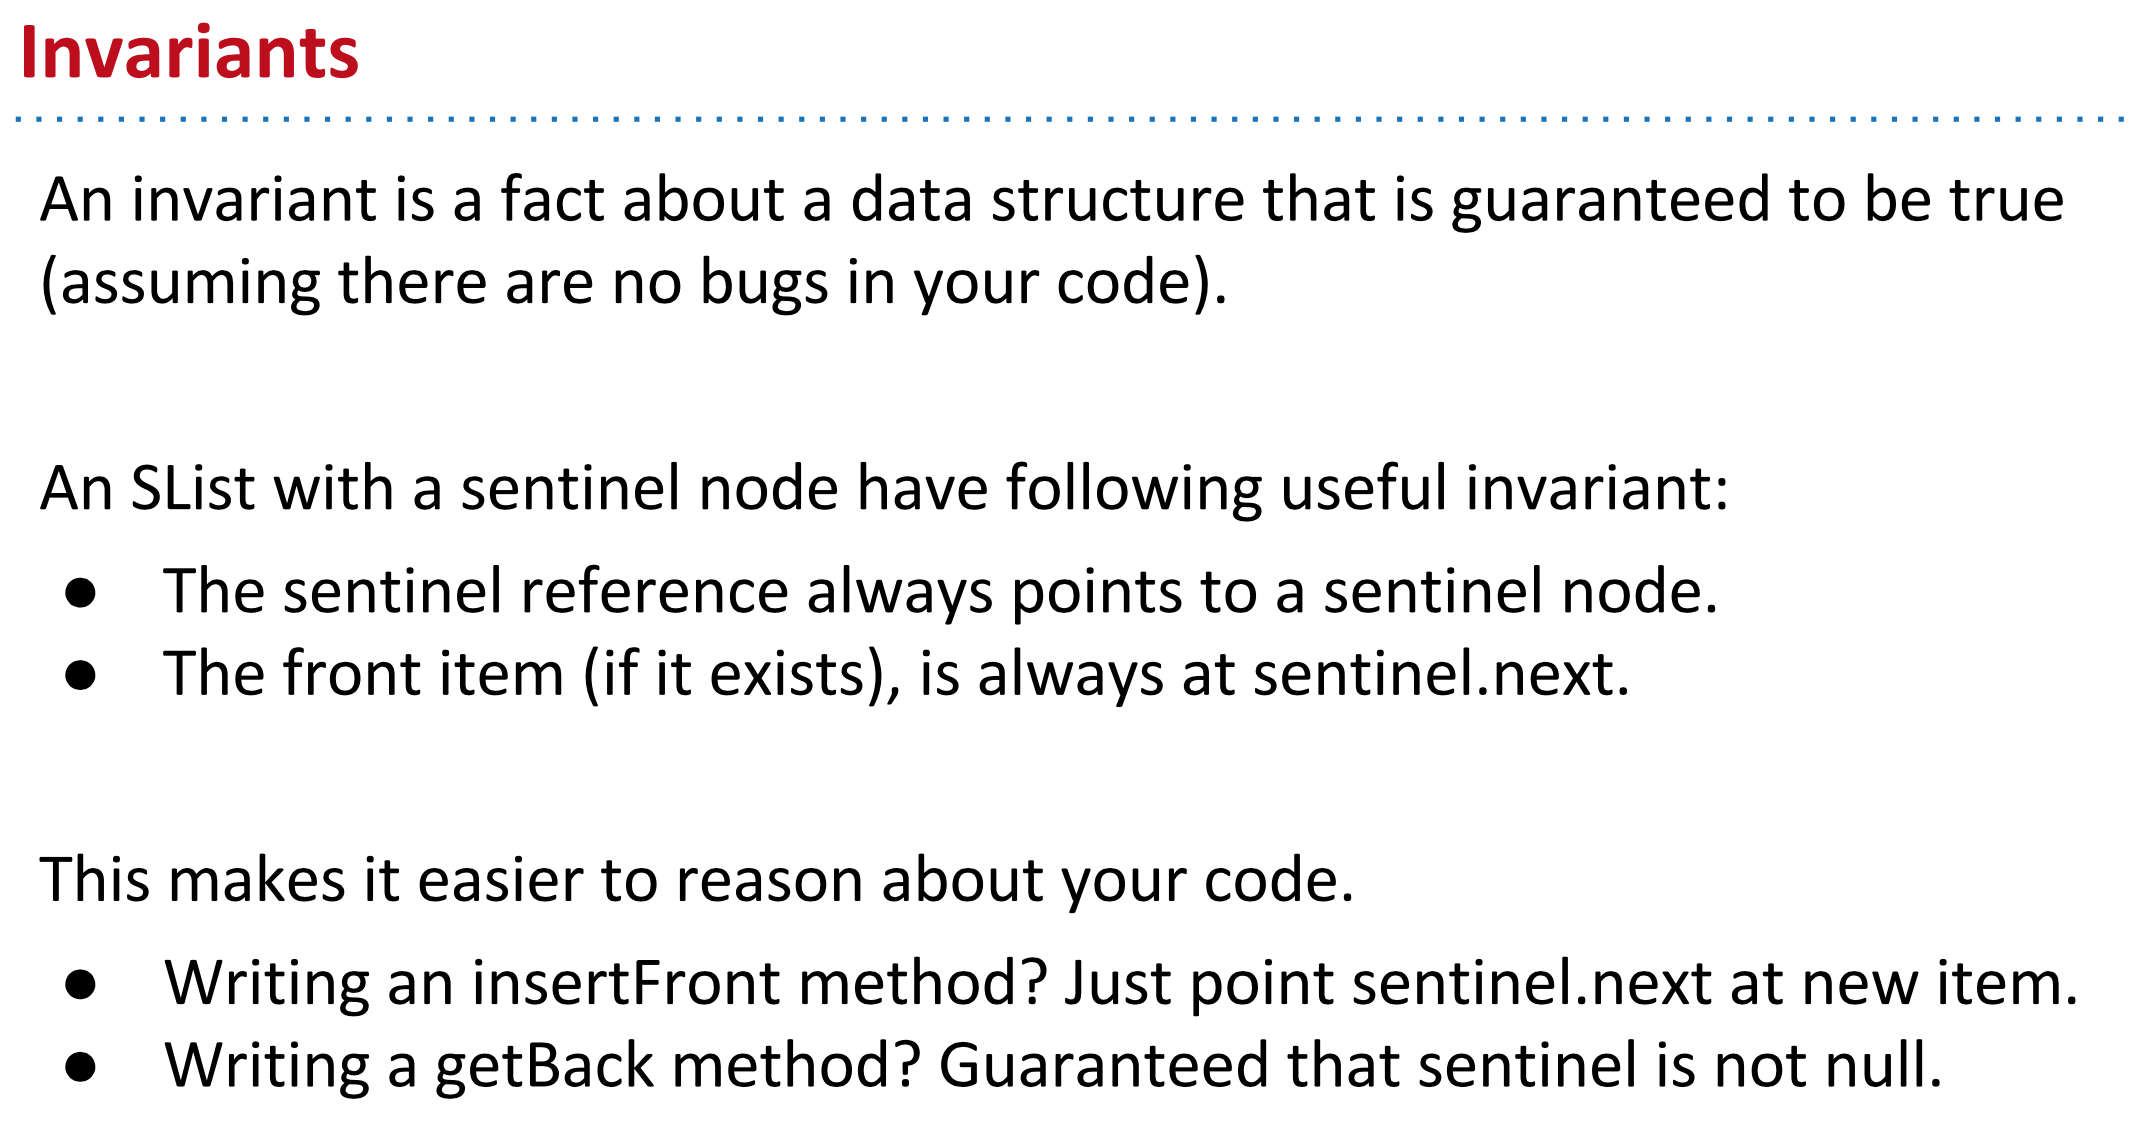 Invariants
An invariant is a fact about a data structure that is guaranteed to be true
(assuming there are no bugs in your code).
An SList with a sentinel node have following useful invariant:
● The sentinel reference always points to a sentinel node.
● The front item (if it exists), is always at sentinel.next.
This makes it easier to reason about your code.
● Writing an insertFront method? Just point sentinel.next at new item.
● Writing a getBack method? Guaranteed that sentinel is not null.